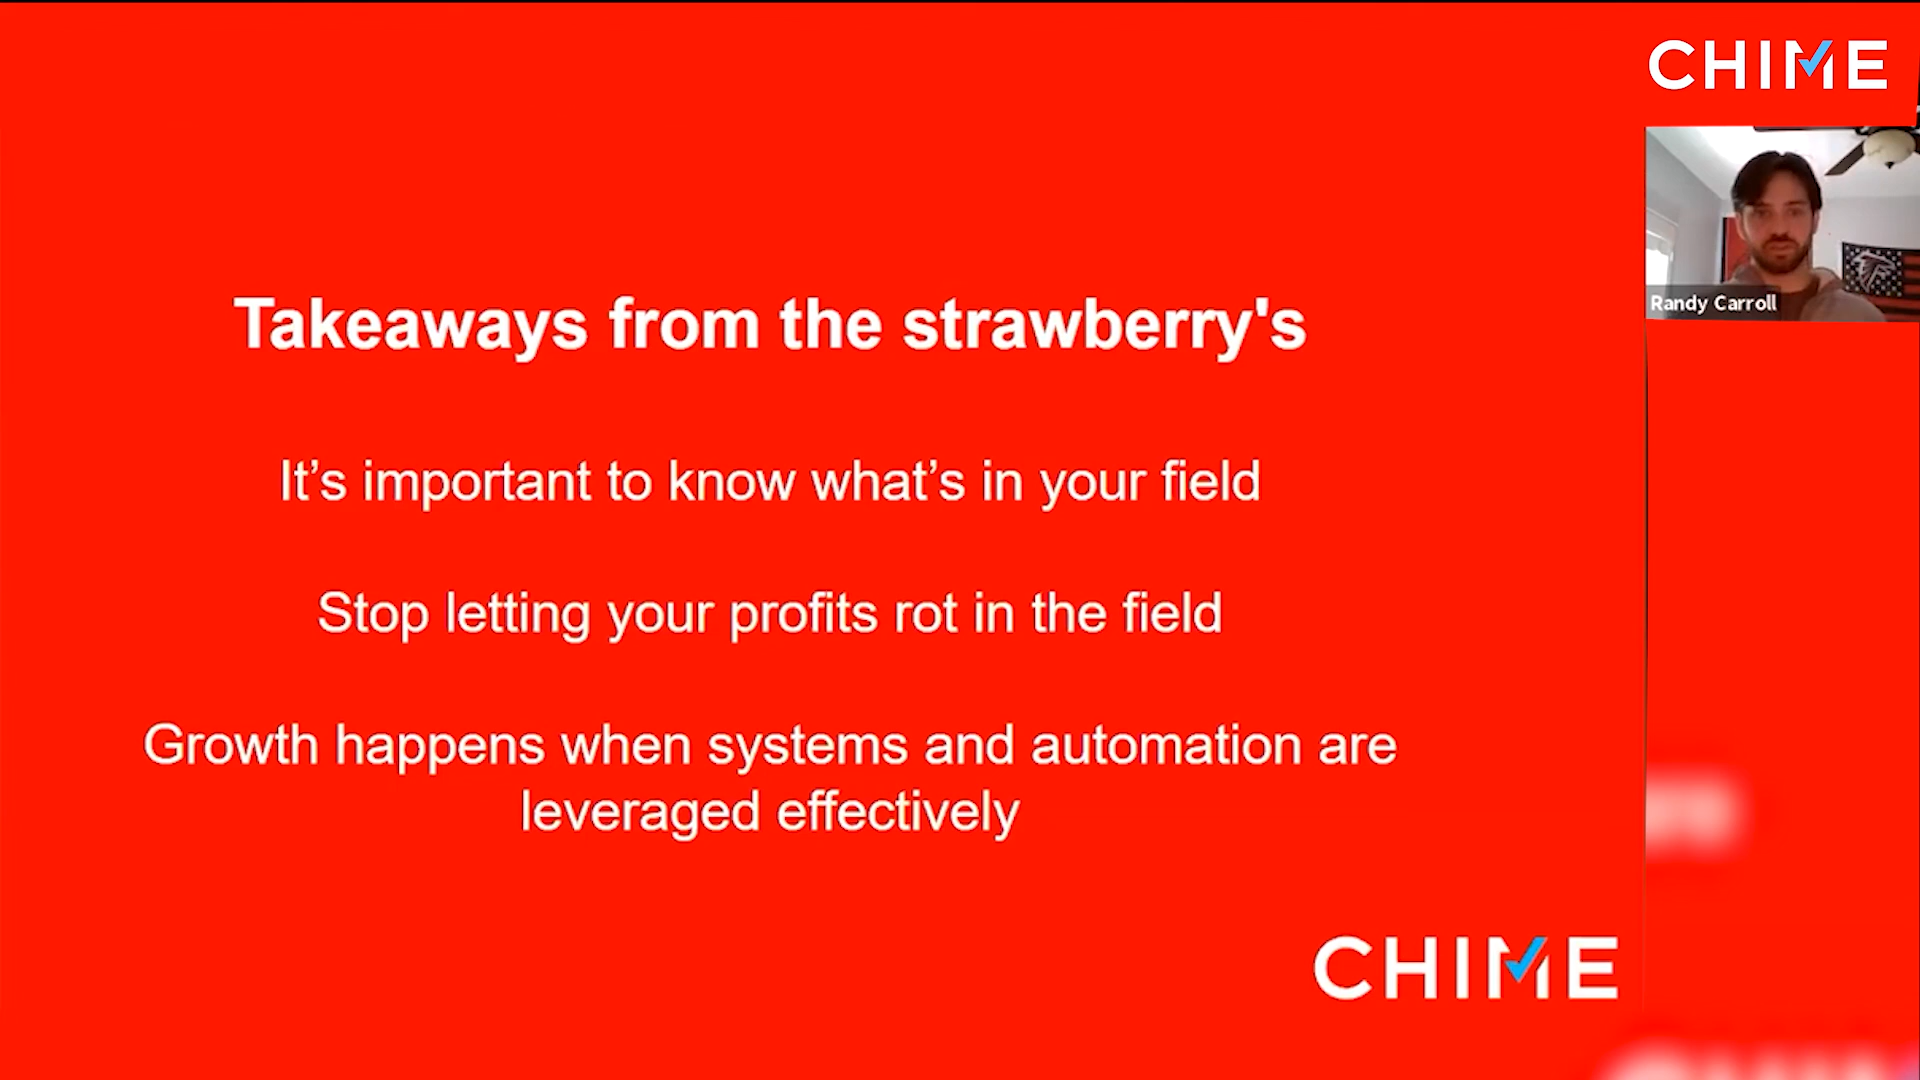 CHIME
Randy Carroll
Takeaways from the strawberry's
It’s important to know what’s in your field
Stop letting your profits rot in the field
Growth happens when systems and automation are
leveraged effectively
CHIME